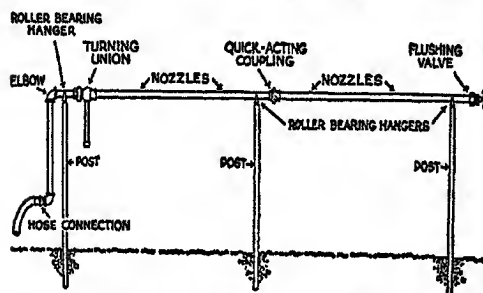 ROLLER BEARING
HANGER
TURNING
UNION
ELBOW
NOZZLES
QUICK-ACTING
COUPLING
NOZZLES
FLUSHING
VALVE
ROLLER BEARING HANGERS
POST
POST
POST
HOSE CONNECTION